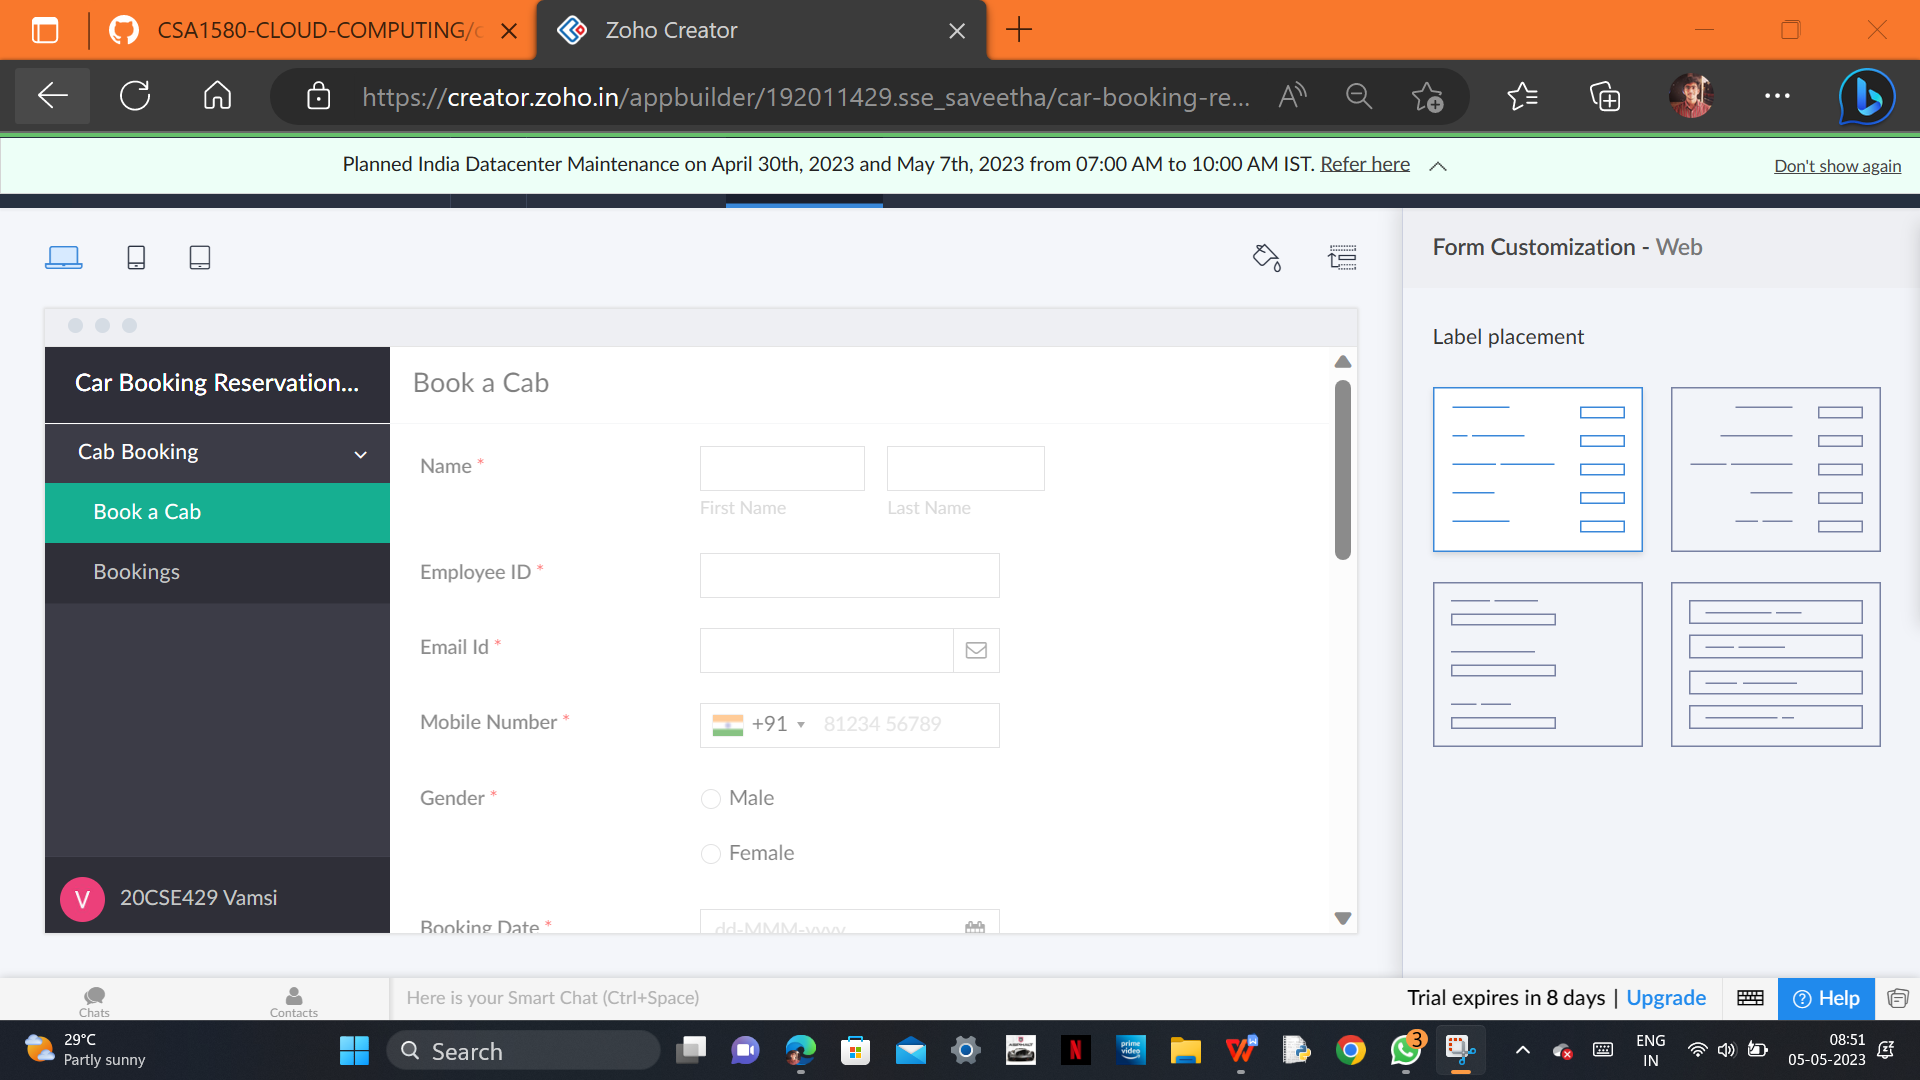 CSA1580-CLOUD-COMPUTING/c
Zoho Creator
https://creator.zoho.in/appbuilder/192011429.sse_saveetha/car-booking-re...
Planned India Datacenter Maintenance on April 30th, 2023 and May 7th, 2023 from 07:00 AM to 10:00 AM IST. Refer here
Don't show again
Form Customization - Web
Label placement
Car Booking Reservation...
Cab Booking
Book a Cab
Bookings
20CSE429 Vamsi
V
Book a Cab
Name *
First Name
Last Name
Employee ID *
Email Id *
Mobile Number *
+91
81234 56789
Gender *
Male
Female
Booking Date *
dd-MMM-yyyy
Chats
Contacts
Here is your Smart Chat (Ctrl+Space)
Trial expires in 8 days | Upgrade
Help
29°C
Partly sunny
Search
prime video
3
ENG
IN
08:51
05-05-2023